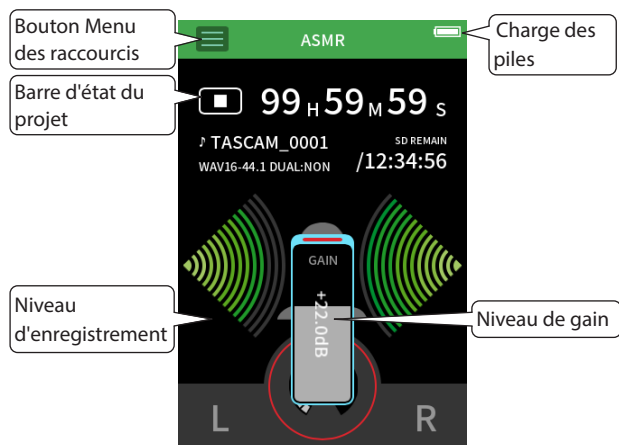 Bouton Menu
des raccourcis
ASMR
Charge des
piles
Barre d'état du
projet
99 H 59 M 59 S
♪ TASCAM_0001
SD REMAIN
WAV16-44.1 DUAL:NON
/12:34:56
GAIN
+22.0dB
Niveau
d'enregistrement
Niveau de gain
L
R